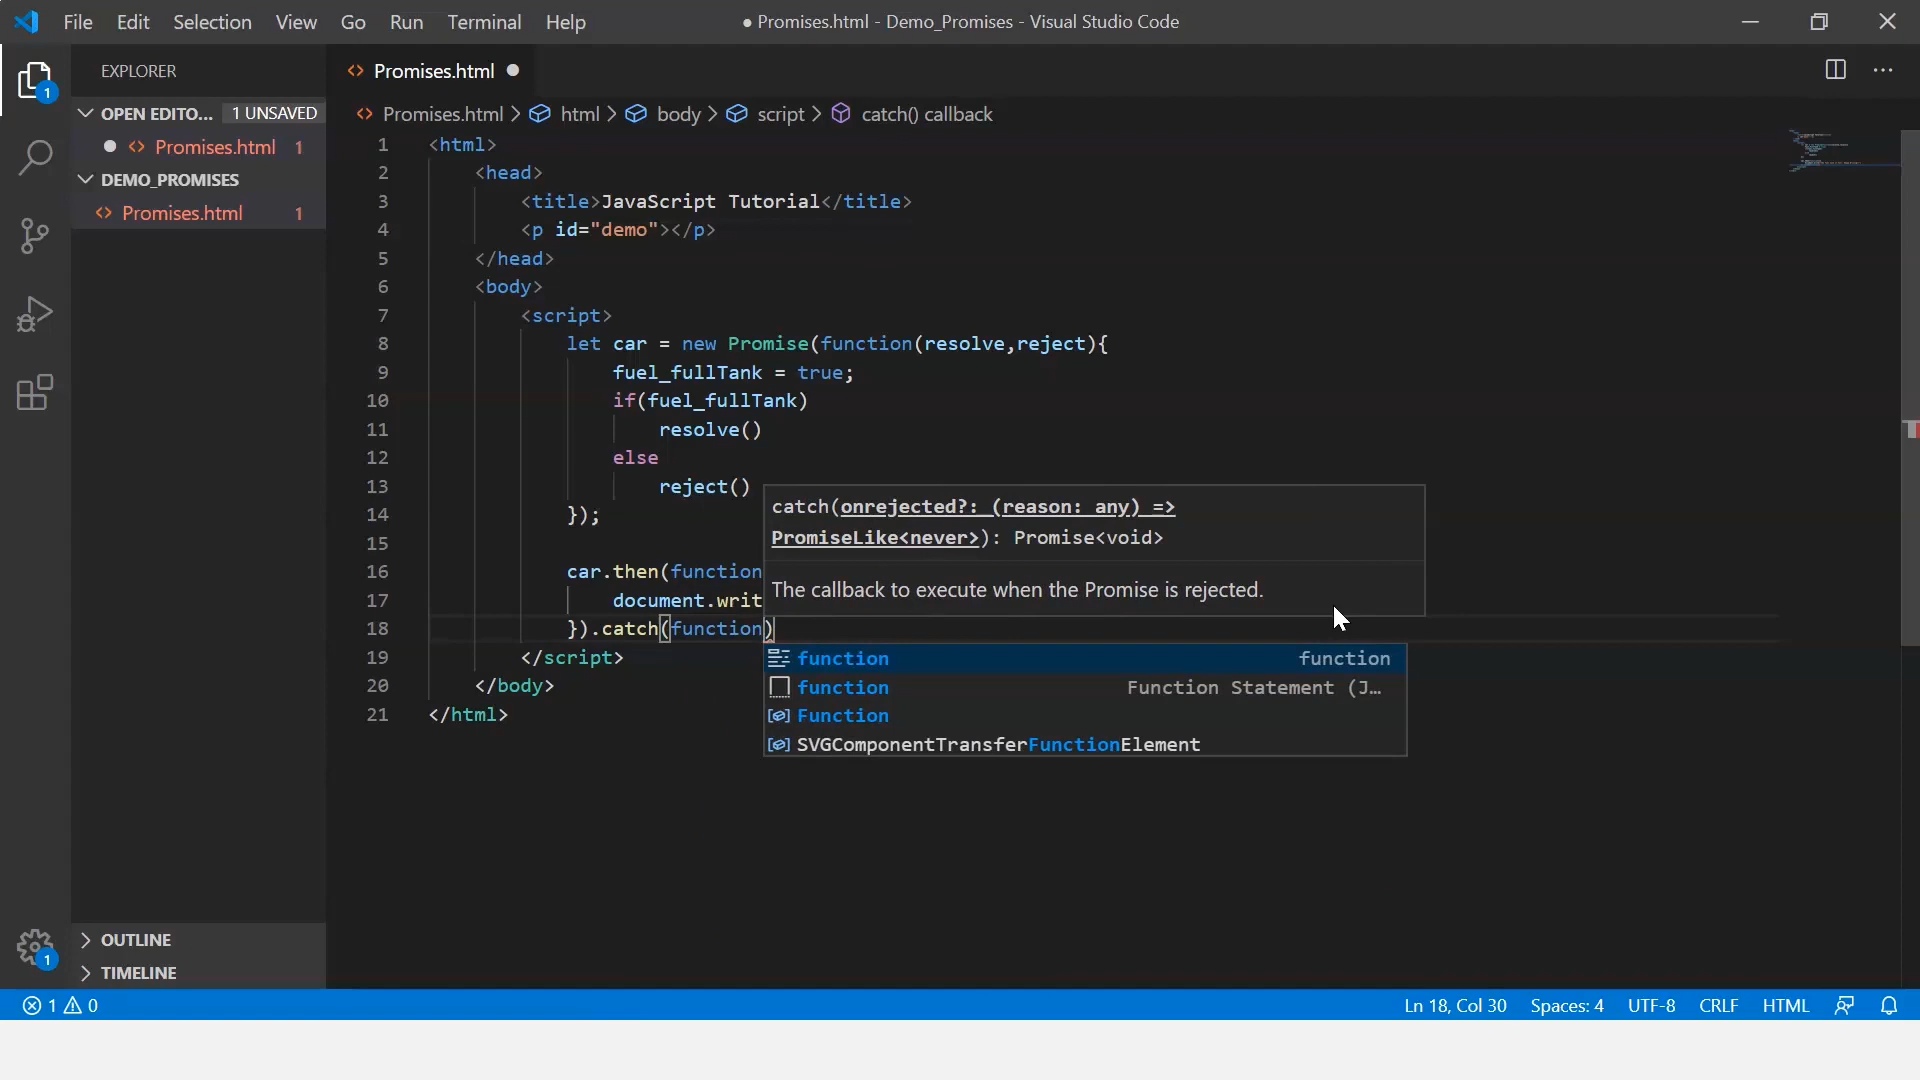 File Edit Selection View Go Run Terminal Help ● Promises.html - Demo_Promises - Visual Studio Code
EXPLORER
OPEN EDITO... 1 UNSAVED
Promises.html 1
DEMO_PROMISES
Promises.html 1
OUTLINE
TIMELINE
Promises.html
Promises.html > html > body > script > catch() callback
1 <html>
2 <head>
3 <title>JavaScript Tutorial</title>
4 <p id="demo"></p>
5 </head>
6 <body>
7 <script>
8 let car = new Promise(function(resolve,reject){
9 fuel_fullTank = true;
10 if(fuel_fullTank)
11 resolve()
12 else
13 reject()
14 });
15
16 car.then(function
17 document.writ
18 }).catch(function)
19 </script>
20 </body>
21 </html>
catch(onrejected?: (reason: any) =>
PromiseLike<never>): Promise<void>
The callback to execute when the Promise is rejected.
function function
function Function Statement (J...
Function
SVGComponentTransferFunctionElement
1
1
1 0 Ln 18, Col 30 Spaces: 4 UTF-8 CRLF HTML